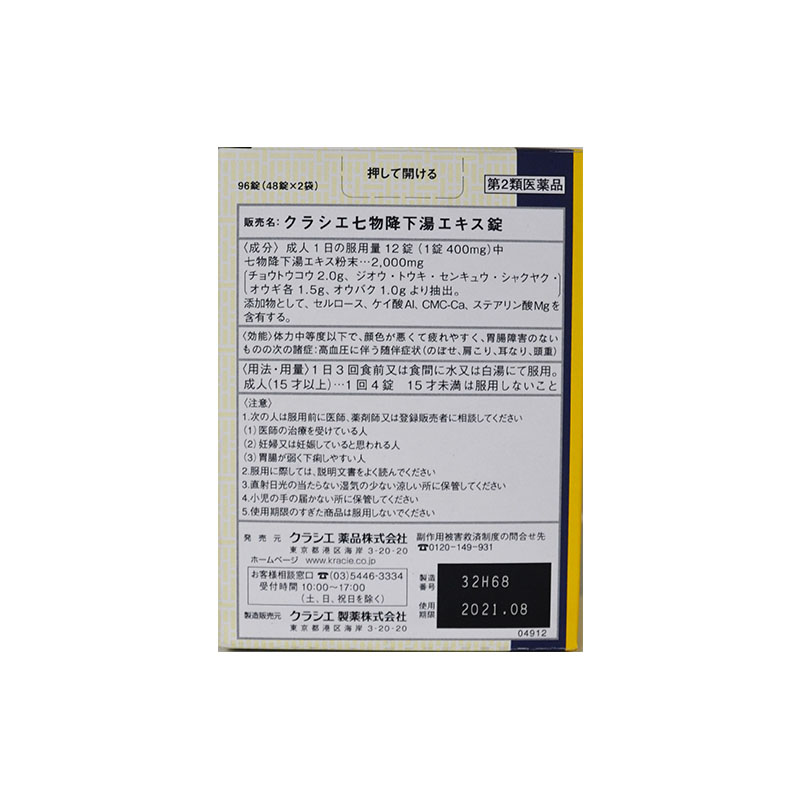 押して開ける
96錠(48錠×2袋)
第2類医薬品
販売名: クラシエ七物降下湯エキス錠
〈成分〉 成人1日の服用量12錠(1錠400mg)中
七物降下湯エキス粉末…2,000mg
〔チョウトウコウ2.0g、ジオウ・トウキ・センキュウ・シャクヤク・
オウギ各1.5g、オウバク1.0gより抽出。〕
添加物として、セルロース、ケイ酸Al、CMC-Ca、ステアリン酸Mgを
含有する。
〈効能〉体力中等度以下で、顔色が悪くて疲れやすく、胃腸障害のない
ものの次の諸症:高血圧に伴う随伴症状(のぼせ、肩こり、耳なり、頭重)
〈用法・用量〉1日3回食前又は食間に水又は白湯にて服用。
成人(15才以上)…1回4錠 15才未満は服用しないこと
〈注意〉
1.次の人は服用前に医師、薬剤師又は登録販売者に相談してください
(1)医師の治療を受けている人
(2)妊婦又は妊娠していると思われる人
(3)胃腸が弱く下痢しやすい人
2.服用に際しては、説明文書をよく読んでください
3.直射日光の当たらない湿気の少ない涼しい所に保管してください
4.小児の手の届かない所に保管してください
5.使用期限のすぎた商品は服用しないでください
発売元 クラシエ薬品株式会社
東京都港区海岸3-20-20
ホームページ www.kracie.co.jp
副作用被害救済制度の問合せ先
☎0120-149-931
お客様相談窓口 ☎(03)5446-3334
受付時間 10:00〜17:00
(土、日、祝日を除く)
製造販売元 クラシエ製薬株式会社
東京都港区海岸3-20-20
製造番号 32H68
使用期限 2021.08
04912